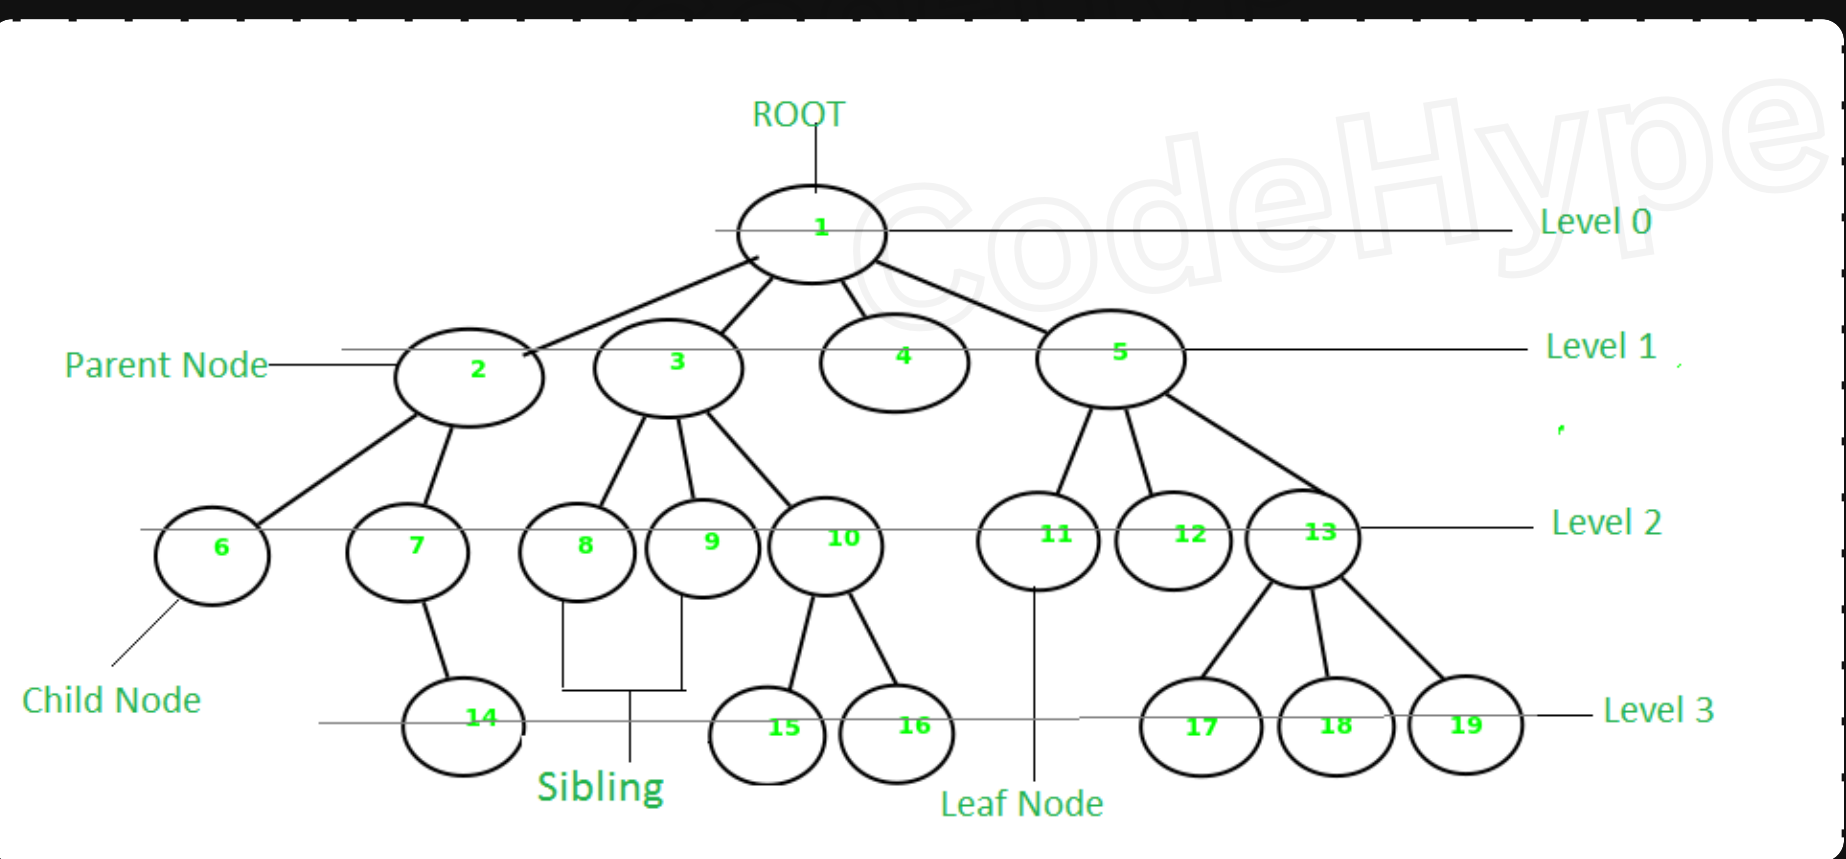 CodeHype
ROOT
1
Level 0
Parent Node
2
3
4
5
Level 1
6
7
8
9
10
11
12
13
Level 2
Child Node
14
15
16
17
18
19
Level 3
Sibling
Leaf Node